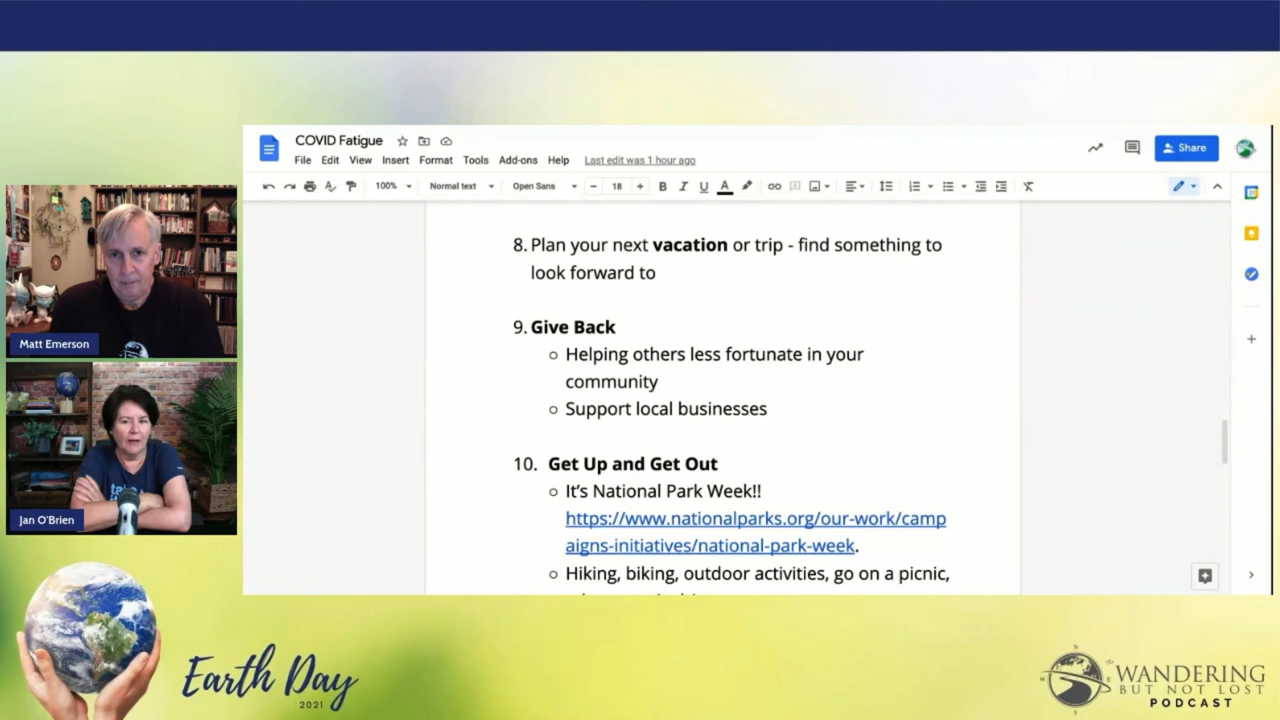 COVID Fatigue
File Edit View Insert Format Tools Add-ons Help Last edit was 1 hour ago
Share
100% Normal text Open Sans 18 B I U A
8. Plan your next vacation or trip - find something to
look forward to
9. Give Back
Helping others less fortunate in your
community
Support local businesses
10. Get Up and Get Out
It’s National Park Week!!
https://www.nationalparks.org/our-work/camp
aigns-initiatives/national-park-week.
Hiking, biking, outdoor activities, go on a picnic,
Matt Emerson
Jan O'Brien
Earth Day
2021
the
WANDERING
BUT NOT LOST
PODCAST